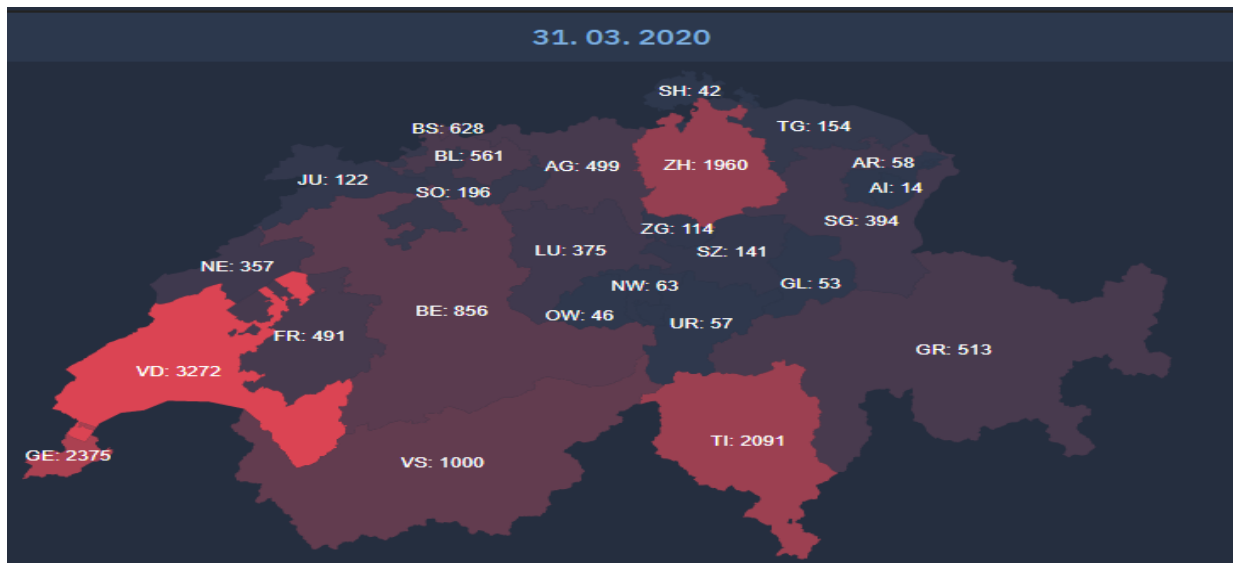 31. 03. 2020
SH: 42
BS: 628
TG: 154
BL: 561
AG: 499
ZH: 1960
AR: 58
JU: 122
SO: 196
AI: 14
ZG: 114
SG: 394
LU: 375
SZ: 141
NE: 357
NW: 63
GL: 53
BE: 856
OW: 46
UR: 57
FR: 491
GR: 513
VD: 3272
TI: 2091
GE: 2375
VS: 1000